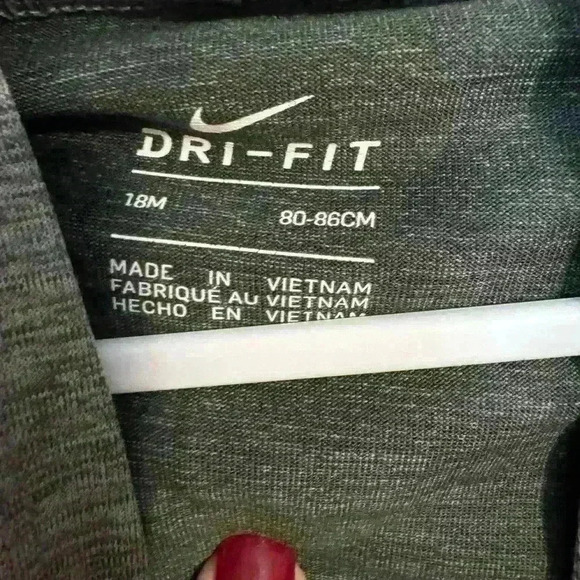 DRI-FIT
18M 80-86CM
MADE IN VIETNAM
FABRIQUÉ AU VIETNAM
HECHO EN VIETNAM